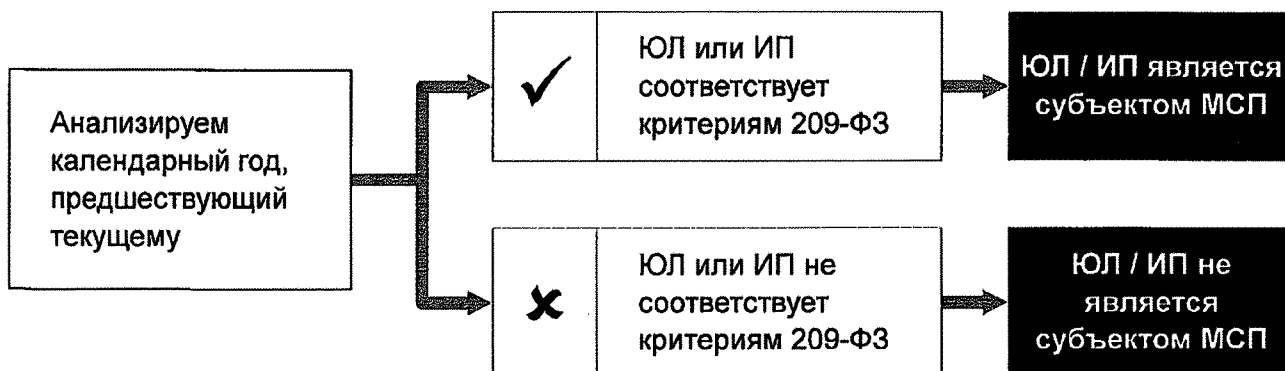 Анализируем
календарный год,
предшествующий
текущему
ЮЛ или ИП
соответствует
критериям 209-ФЗ
ЮЛ / ИП является
субъектом МСП
ЮЛ или ИП не
соответствует
критериям 209-ФЗ
ЮЛ / ИП не
является
субъектом МСП